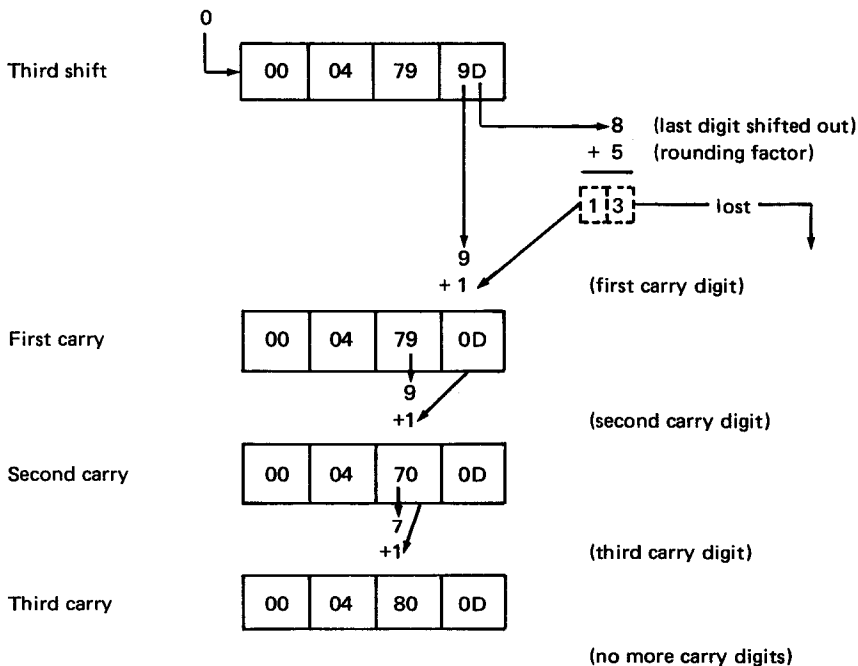 0
Third shift 00 04 79 9D
8 (last digit shifted out)
+ 5 (rounding factor)
1 3 lost
9
+ 1 (first carry digit)
First carry 00 04 79 0D
9
+1 (second carry digit)
Second carry 00 04 70 0D
7
+1 (third carry digit)
Third carry 00 04 80 0D
(no more carry digits)